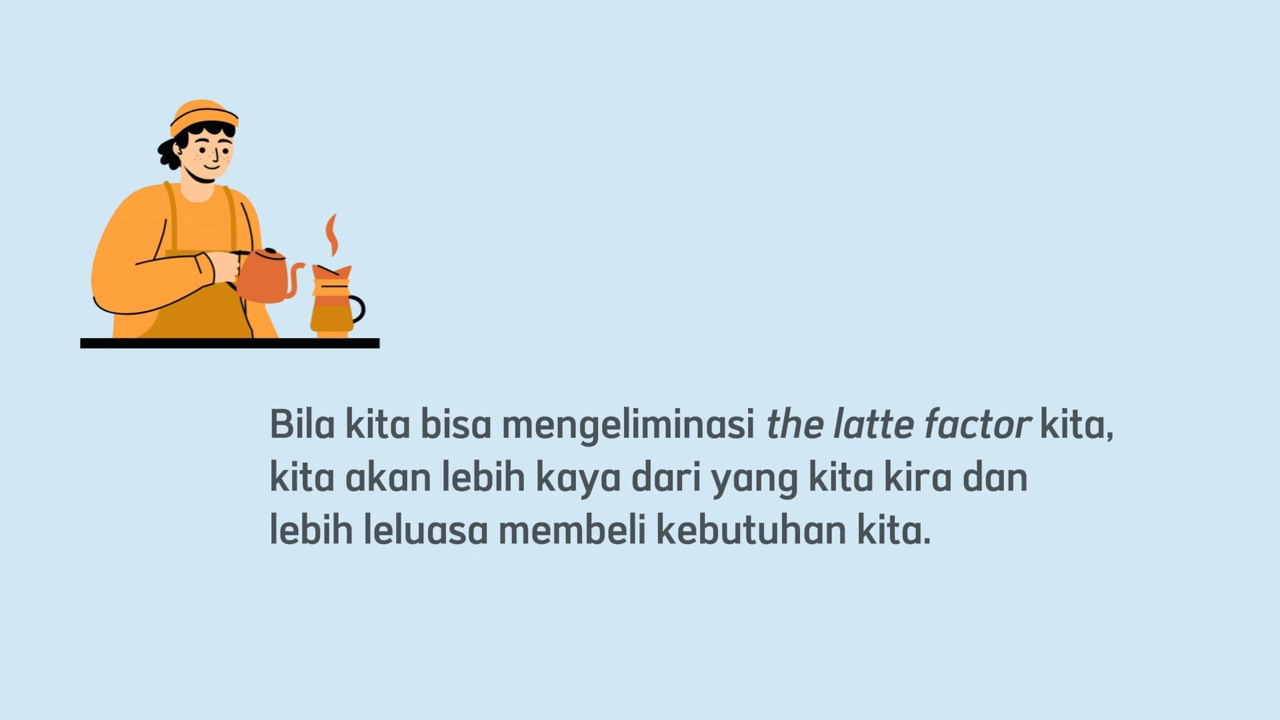 Bila kita bisa mengeliminasi the latte factor kita,
kita akan lebih kaya dari yang kita kira dan
lebih leluasa membeli kebutuhan kita.